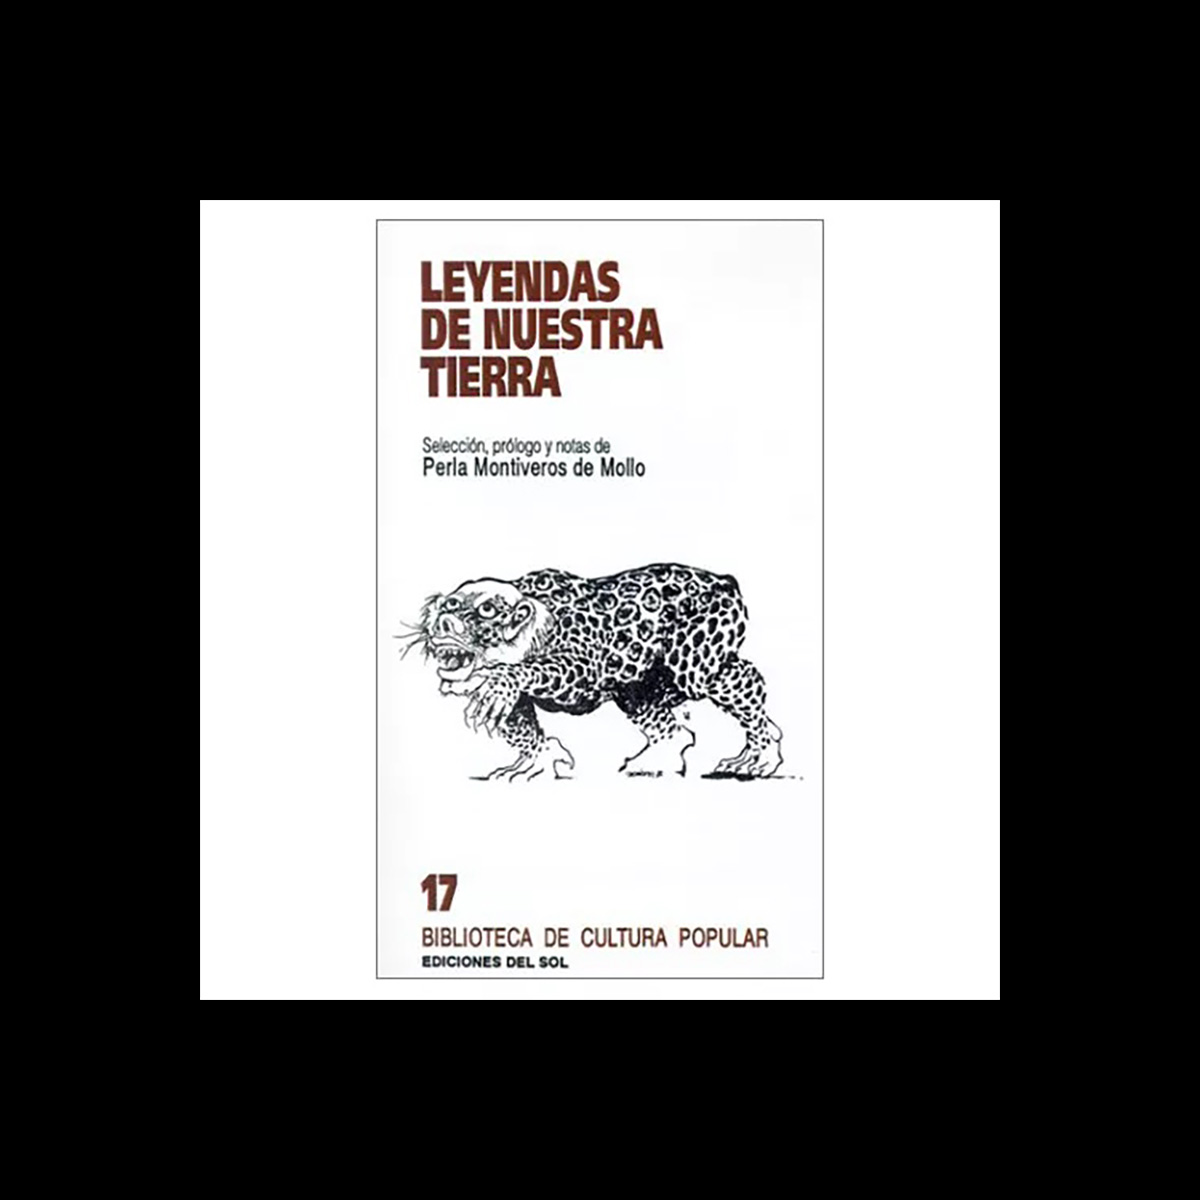 LEYENDAS
DE NUESTRA
TIERRA
Selección, prólogo y notas de
Perla Montiveros de Mollo
17
BIBLIOTECA DE CULTURA POPULAR
EDICIONES DEL SOL